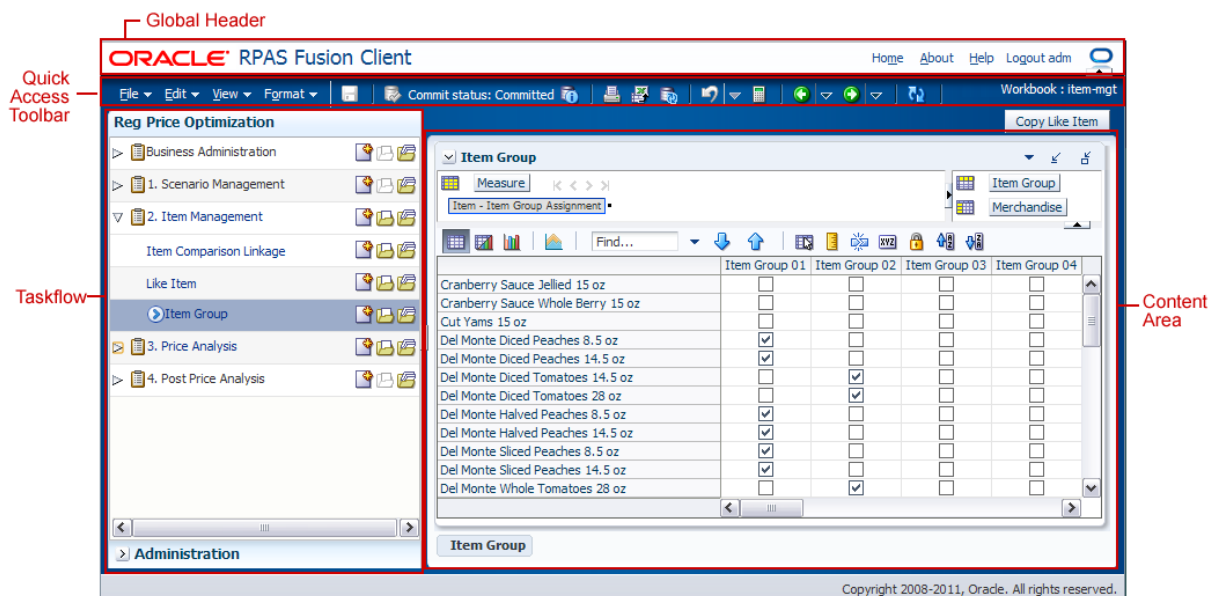 Global Header
ORACLE® RPAS Fusion Client
Home About Help Logout adm
Quick
Access
Toolbar
File Edit View Format Commit status: Committed Workbook : item-mgt
Reg Price Optimization
Copy Like Item
Business Administration
1. Scenario Management
2. Item Management
Item Comparison Linkage
Like Item
Item Group
3. Price Analysis
4. Post Price Analysis
Administration
Taskflow
Item Group
Measure
Item - Item Group Assignment
Item Group
Merchandise
Find...
XYZ
Item Group 01 Item Group 02 Item Group 03 Item Group 04
Cranberry Sauce Jellied 15 oz
Cranberry Sauce Whole Berry 15 oz
Cut Yams 15 oz
Del Monte Diced Peaches 8.5 oz
Del Monte Diced Peaches 14.5 oz
Del Monte Diced Tomatoes 14.5 oz
Del Monte Diced Tomatoes 28 oz
Del Monte Halved Peaches 8.5 oz
Del Monte Halved Peaches 14.5 oz
Del Monte Sliced Peaches 8.5 oz
Del Monte Sliced Peaches 14.5 oz
Del Monte Whole Tomatoes 28 oz
Item Group
Content
Area
Copyright 2008-2011, Oracle. All rights reserved.